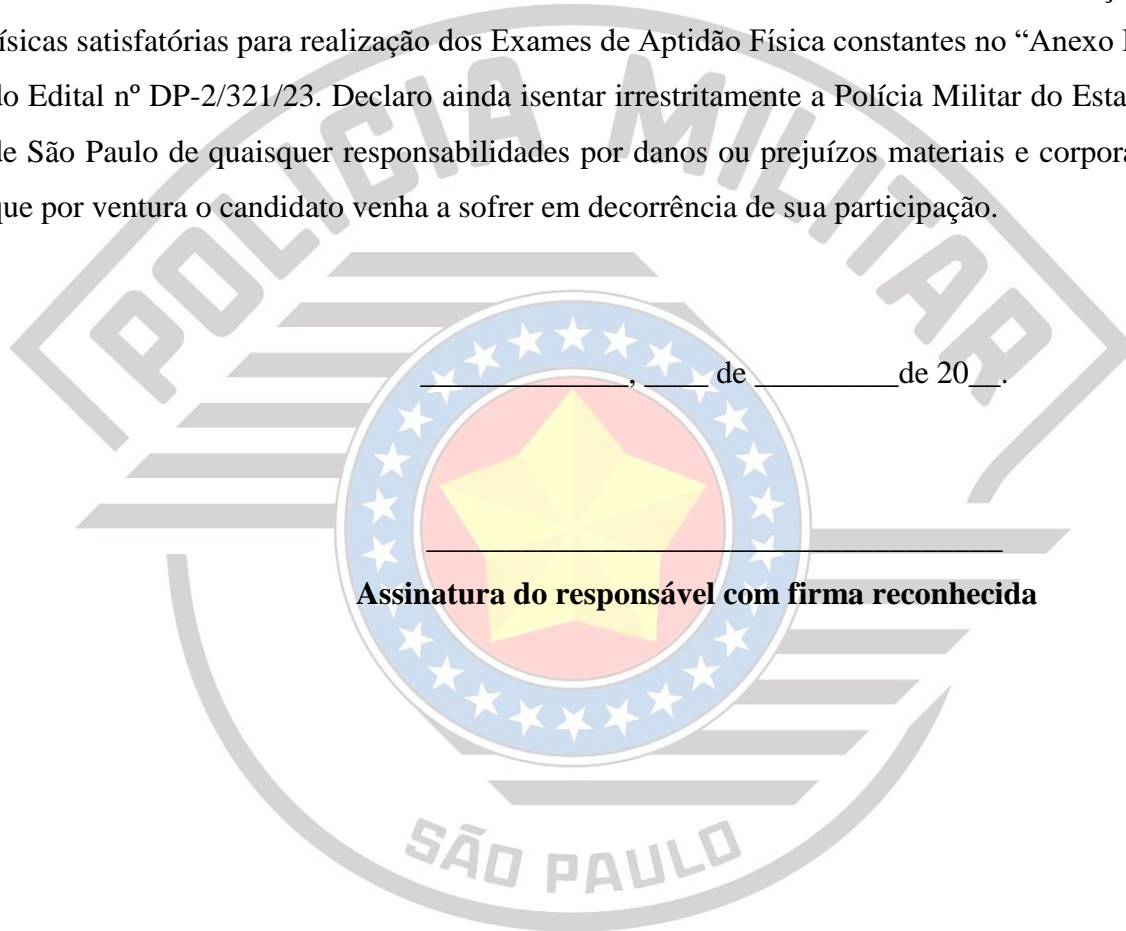 físicas satisfatórias para realização dos Exames de Aptidão Física constantes no “Anexo
do Edital nº DP-2/321/23. Declaro ainda isentar irrestritamente a Polícia Militar do Esta
de São Paulo de quaisquer responsabilidades por danos ou prejuízos materiais e corpora
que por ventura o candidato venha a sofrer em decorrência de sua participação.
POLÍCIA MILITAR
_____________, ____ de _________de 20__.
____________________________________
Assinatura do responsável com firma reconhecida
SÃO PAULO